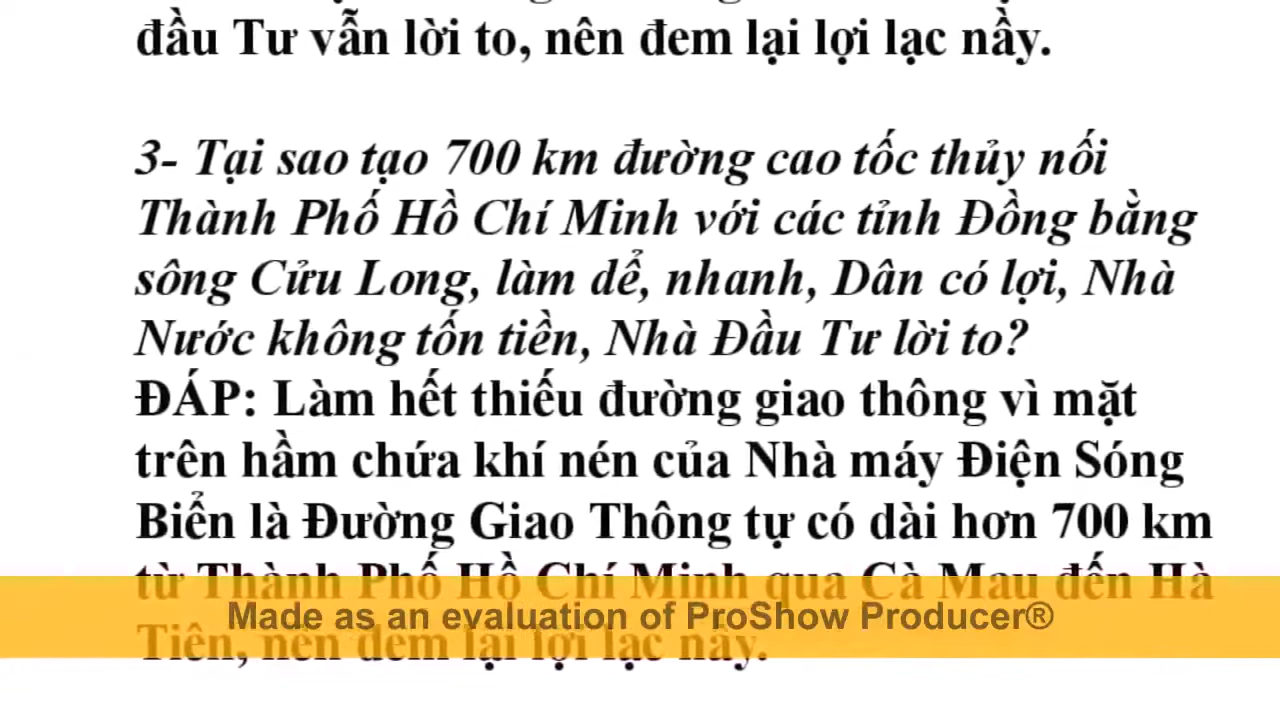 đầu Tư vẫn lời to, nên đem lại lợi lạc nầy.
3- Tại sao tạo 700 km đường cao tốc thủy nối
Thành Phố Hồ Chí Minh với các tỉnh Đồng bằng
sông Cửu Long, làm dể, nhanh, Dân có lợi, Nhà
Nước không tốn tiền, Nhà Đầu Tư lời to?
ĐÁP: Làm hết thiếu đường giao thông vì mặt
trên hầm chứa khí nén của Nhà máy Điện Sóng
Biển là Đường Giao Thông tự có dài hơn 700 km
từ Thành Phố Hồ Chí Minh qua Cà Mau đến Hà
Made as an evaluation of ProShow Producer®
Tiên, nên đem lại lợi lạc nầy.